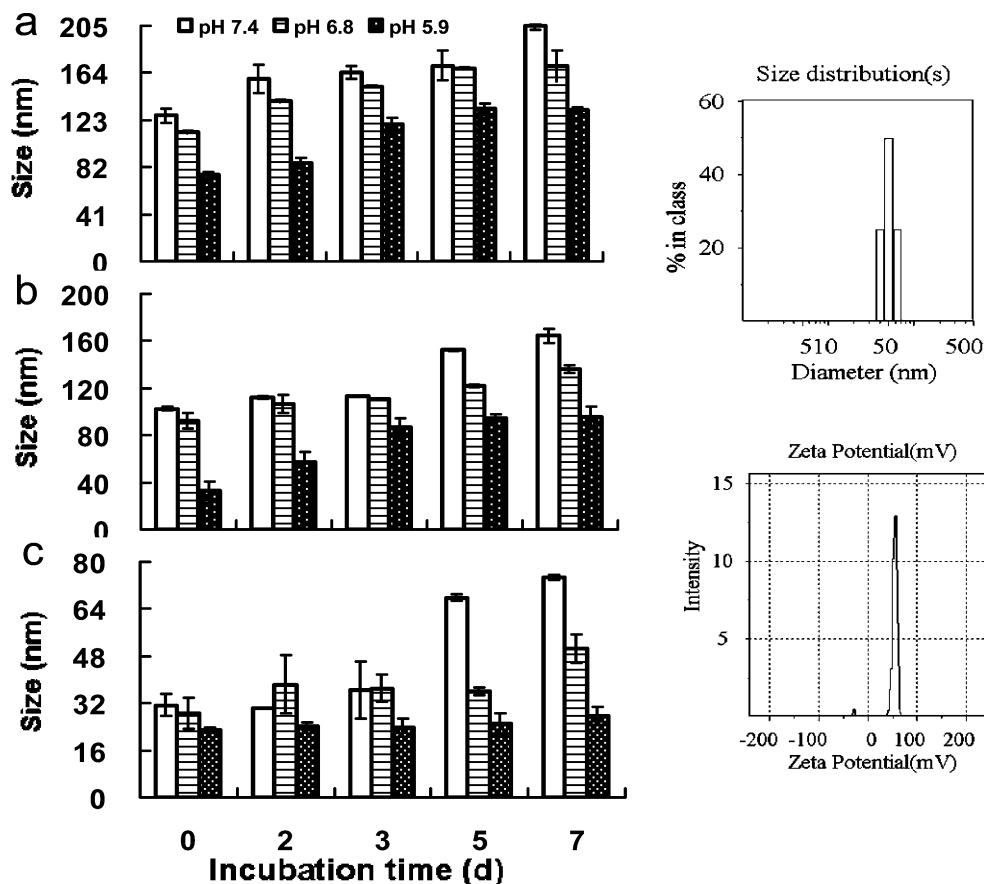 a
pH 7.4 pH 6.8 pH 5.9
Size (nm)
205
164
123
82
41
0
b
Size (nm)
200
160
120
80
40
0
c
Size (nm)
80
64
48
32
16
0
0 2 3 5 7
Incubation time (d)
Size distribution(s)
% in class
60
40
20
510 50 500
Diameter (nm)
Zeta Potential(mV)
Intensity
15
10
5
-200 -100 0 100 200
Zeta Potential(mV)